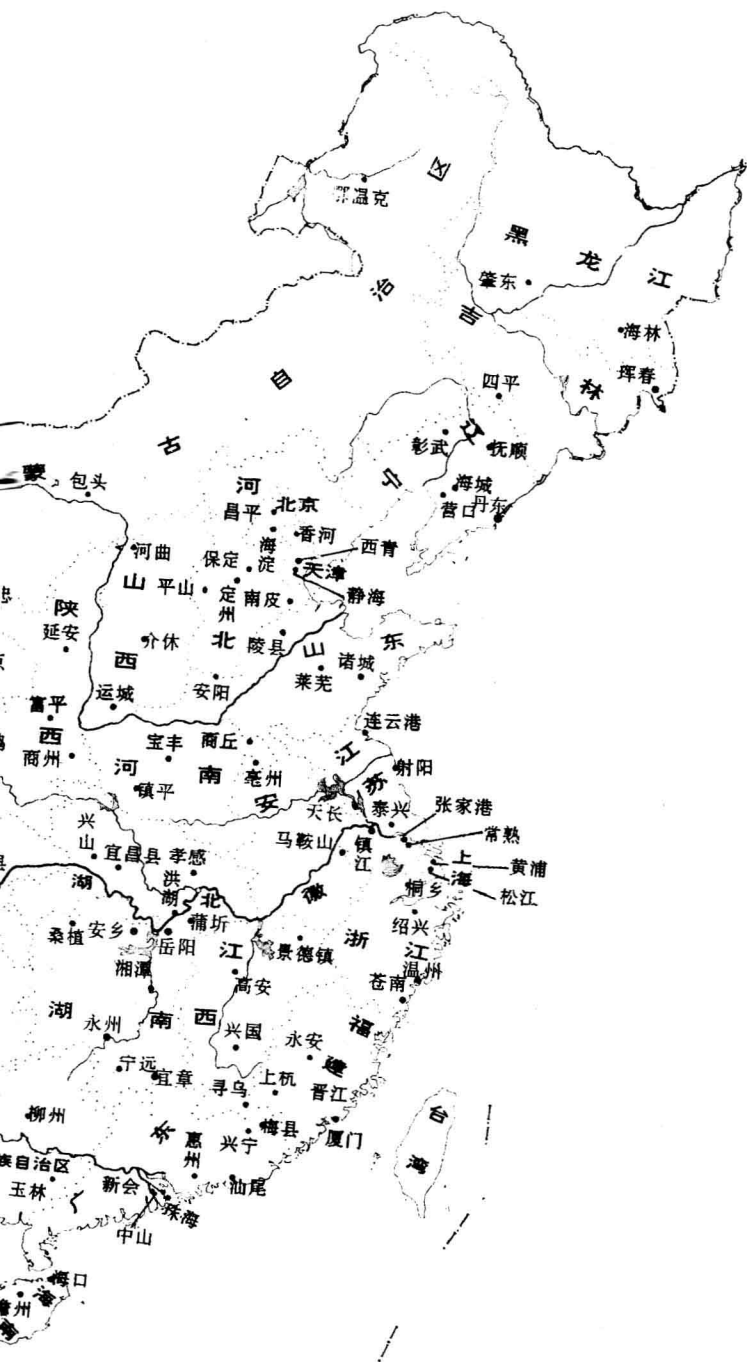 区
鄂温克
黑
龙
江
肇东
治
吉
海林
自
四平
珲春
林
辽
古
彰武
抚顺
宁
蒙
包头
海城
营口
丹东
河
北京
昌平
香河
海淀
西青
河曲
保定
天津
山
平山
定州
南皮
静海
陕
延安
介休
北
陵县
山
东
西
诸城
莱芜
运城
安阳
富平
西
连云港
商州
宝丰
商丘
江
河
南
亳州
苏
射阳
镇平
安
天长
泰兴
张家港
兴山
马鞍山
镇江
常熟
宜昌县
孝感
上
黄浦
湖
洪湖
海
松江
北
徽
桐乡
蒲圻
绍兴
桑植
安乡
岳阳
江
景德镇
浙
江
湘潭
温州
高安
苍南
湖
永州
南
西
兴国
福
永安
宁远
宜章
寻乌
上杭
建
晋江
柳州
东
惠州
兴宁
梅县
厦门
台
湾
族自治区
玉林
新会
汕尾
广
珠海
中山
海口
海
儋州
南